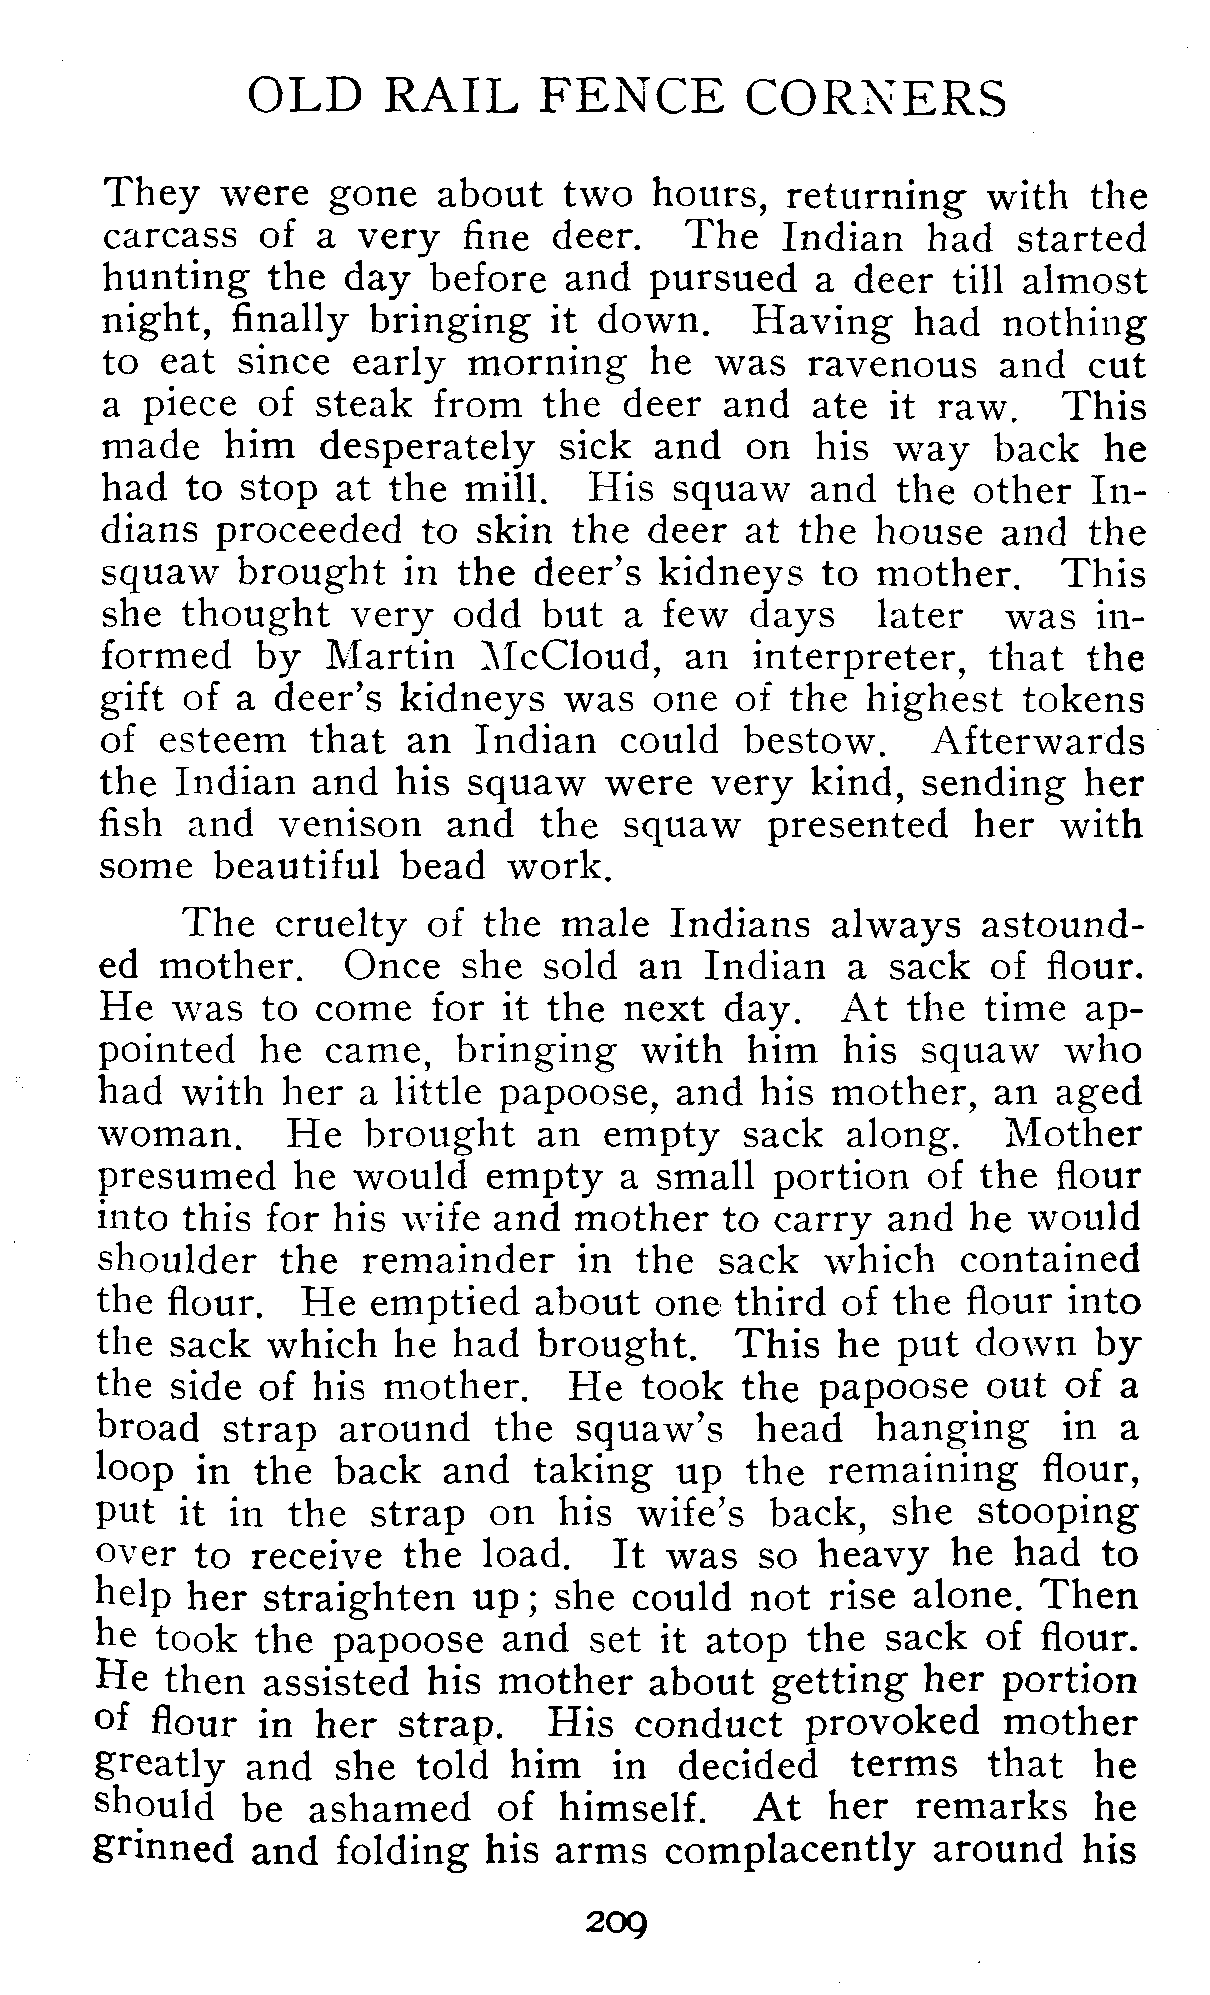 OLD RAIL FENCE CORNERS
They were gone about two hours, returning with the
carcass of a very fine deer. The Indian had started
hunting the day before and pursued a deer till almost
night, finally bringing it down. Having had nothing
to eat since early morning he was ravenous and cut
a piece of steak from the deer and ate it raw. This
made him desperately sick and on his way back he
had to stop at the mill. His squaw and the other In-
dians proceeded to skin the deer at the house and the
squaw brought in the deer's kidneys to mother. This
she thought very odd but a few days later was in-
formed by Martin McCloud, an interpreter, that the
gift of a deer's kidneys was one of the highest tokens
of esteem that an Indian could bestow. Afterwards
the Indian and his squaw were very kind, sending her
fish and venison and the squaw presented her with
some beautiful bead work.
The cruelty of the male Indians always astound-
ed mother. Once she sold an Indian a sack of flour.
He was to come for it the next day. At the time ap-
pointed he came, bringing with him his squaw who
had with her a little papoose, and his mother, an aged
woman. He brought an empty sack along. Mother
presumed he would empty a small portion of the flour
into this for his wife and mother to carry and he would
shoulder the remainder in the sack which contained
the flour. He emptied about one third of the flour into
the sack which he had brought. This he put down by
the side of his mother. He took the papoose out of a
broad strap around the squaw's head hanging in a
loop in the back and taking up the remaining flour,
put it in the strap on his wife's back, she stooping
over to receive the load. It was so heavy he had to
help her straighten up; she could not rise alone. Then
he took the papoose and set it atop the sack of flour.
He then assisted his mother about getting her portion
of flour in her strap. His conduct provoked mother
greatly and she told him in decided terms that he
should be ashamed of himself. At her remarks he
grinned and folding his arms complacently around his
209